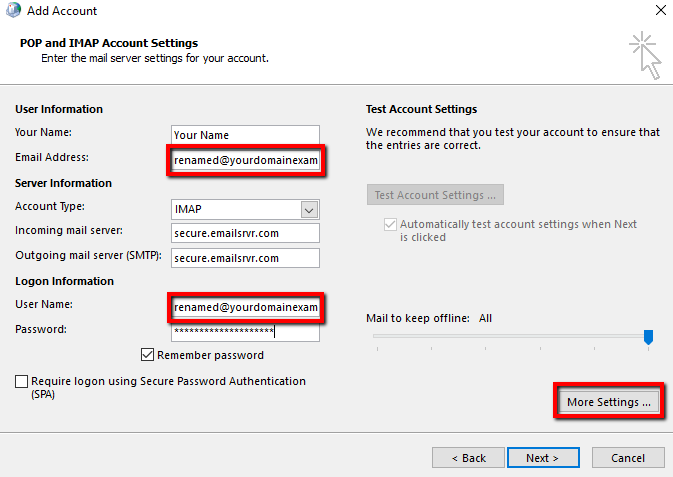 Add Account
POP and IMAP Account Settings
Enter the mail server settings for your account.
User Information
Your Name: Your Name
Email Address: renamed@yourdomainexam
Server Information
Account Type: IMAP
Incoming mail server: secure.emailsrvr.com
Outgoing mail server (SMTP): secure.emailsrvr.com
Logon Information
User Name: renamed@yourdomainexam
Password: ********************
Remember password
Require logon using Secure Password Authentication
(SPA)
Test Account Settings
We recommend that you test your account to ensure that
the entries are correct.
Test Account Settings ...
Automatically test account settings when Next
is clicked
Mail to keep offline: All
More Settings ...
< Back
Next >
Cancel